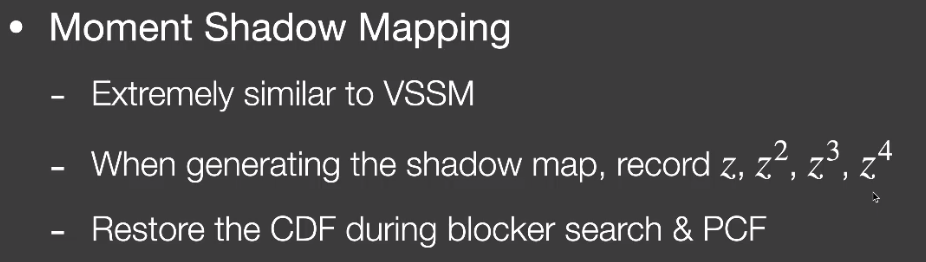 • Moment Shadow Mapping
- Extremely similar to VSSM
- When generating the shadow map, record z, z², z³, z⁴
- Restore the CDF during blocker search & PCF